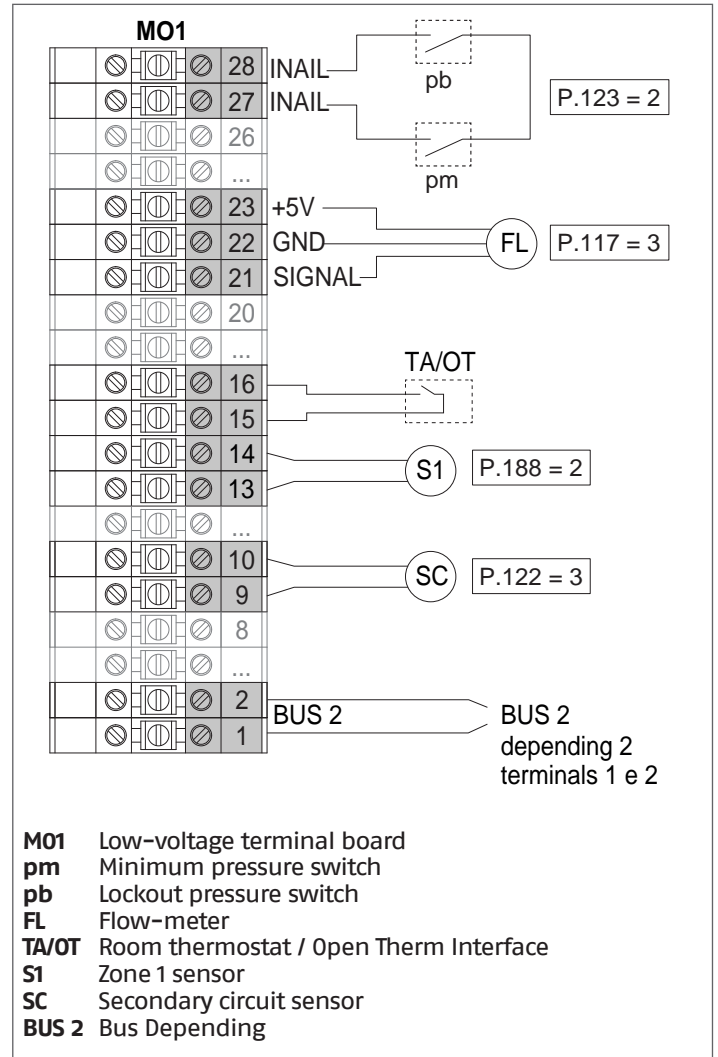 MO1
28 INAIL
pb
27 INAIL
P.123 = 2
26
...
pm
23 +5V
22 GND FL P.117 = 3
21 SIGNAL
20
...
TA/OT
16
15
14
S1 P.188 = 2
13
...
10
SC P.122 = 3
9
8
...
2
BUS 2 BUS 2
1
depending 2
terminals 1 e 2
M01 Low-voltage terminal board
pm Minimum pressure switch
pb Lockout pressure switch
FL Flow-meter
TA/OT Room thermostat / Open Therm Interface
S1 Zone 1 sensor
SC Secondary circuit sensor
BUS 2 Bus Depending